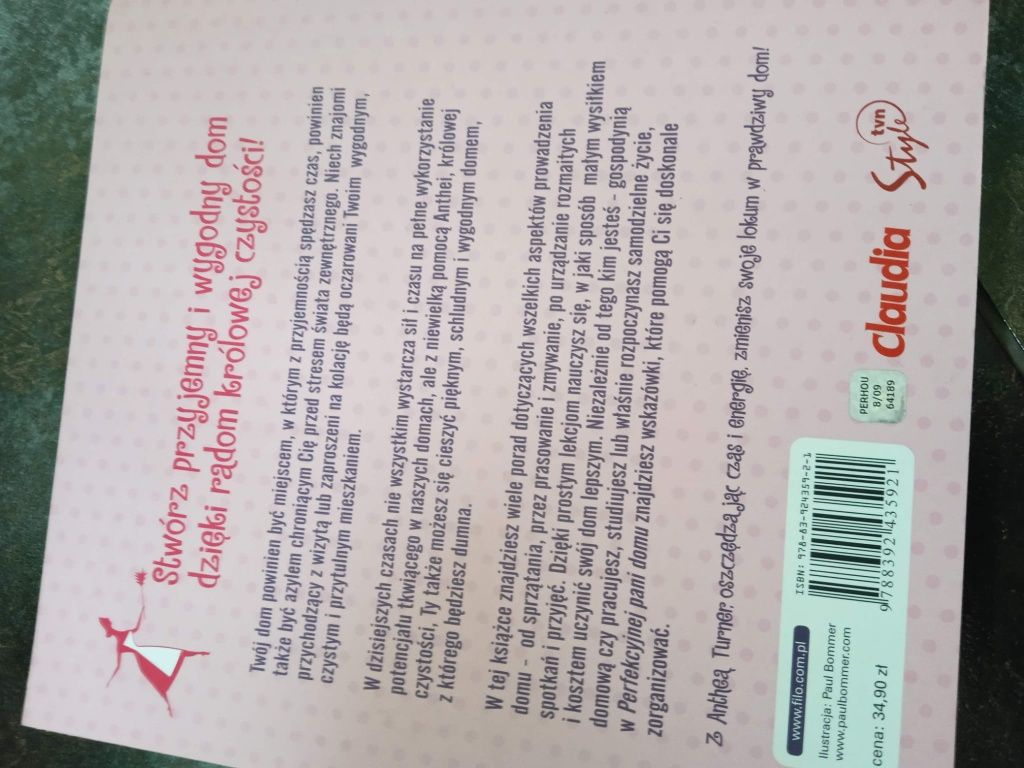 Stwórz przyjemny i wygodny dom
dzięki radom królowej czystości!
Twój dom powinien być miejscem, w którym z przyjemnością spędzasz czas, powinien
także być azylem chroniącym Cię przed stresem świata zewnętrznego. Niech znajomi
przychodzący z wizytą lub zaproszeni na kolację będą oczarowani Twoim wygodnym,
czystym i przytulnym mieszkaniem.
W dzisiejszych czasach nie wszystkim wystarcza sił i czasu na pełne wykorzystanie
potencjału tkwiącego w naszych domach, ale z niewielką pomocą Anthei, królowej
czystości, Ty także możesz się cieszyć pięknym, schludnym i wygodnym domem,
z którego będziesz dumna.
W tej książce znajdziesz wiele porad dotyczących wszelkich aspektów prowadzenia
domu – od sprzątania, przez prasowanie i zmywanie, po urządzanie rozmaitych
spotkań i przyjęć. Dzięki prostym lekcjom nauczysz się, w jaki sposób małym wysiłkiem
i kosztem uczynić swój dom lepszym. Niezależnie od tego kim jesteś – gospodynią
domową czy pracujesz, studiujesz lub właśnie rozpoczynasz samodzielne życie,
w Perfekcyjnej pani domu znajdziesz wskazówki, które pomogą Ci się doskonale
zorganizować.
Z Antheą Turner, oszczędzając czas i energię, zmienisz swoje lokum w prawdziwy dom!
www.filo.com.pl
Ilustracja: Paul Bommer
www.paulbommer.com
cena: 34,90 zł
ISBN: 978-83-924359-2-1
9 788392 435921
PERHOU
8/09
64189
claudia
tvn
Style